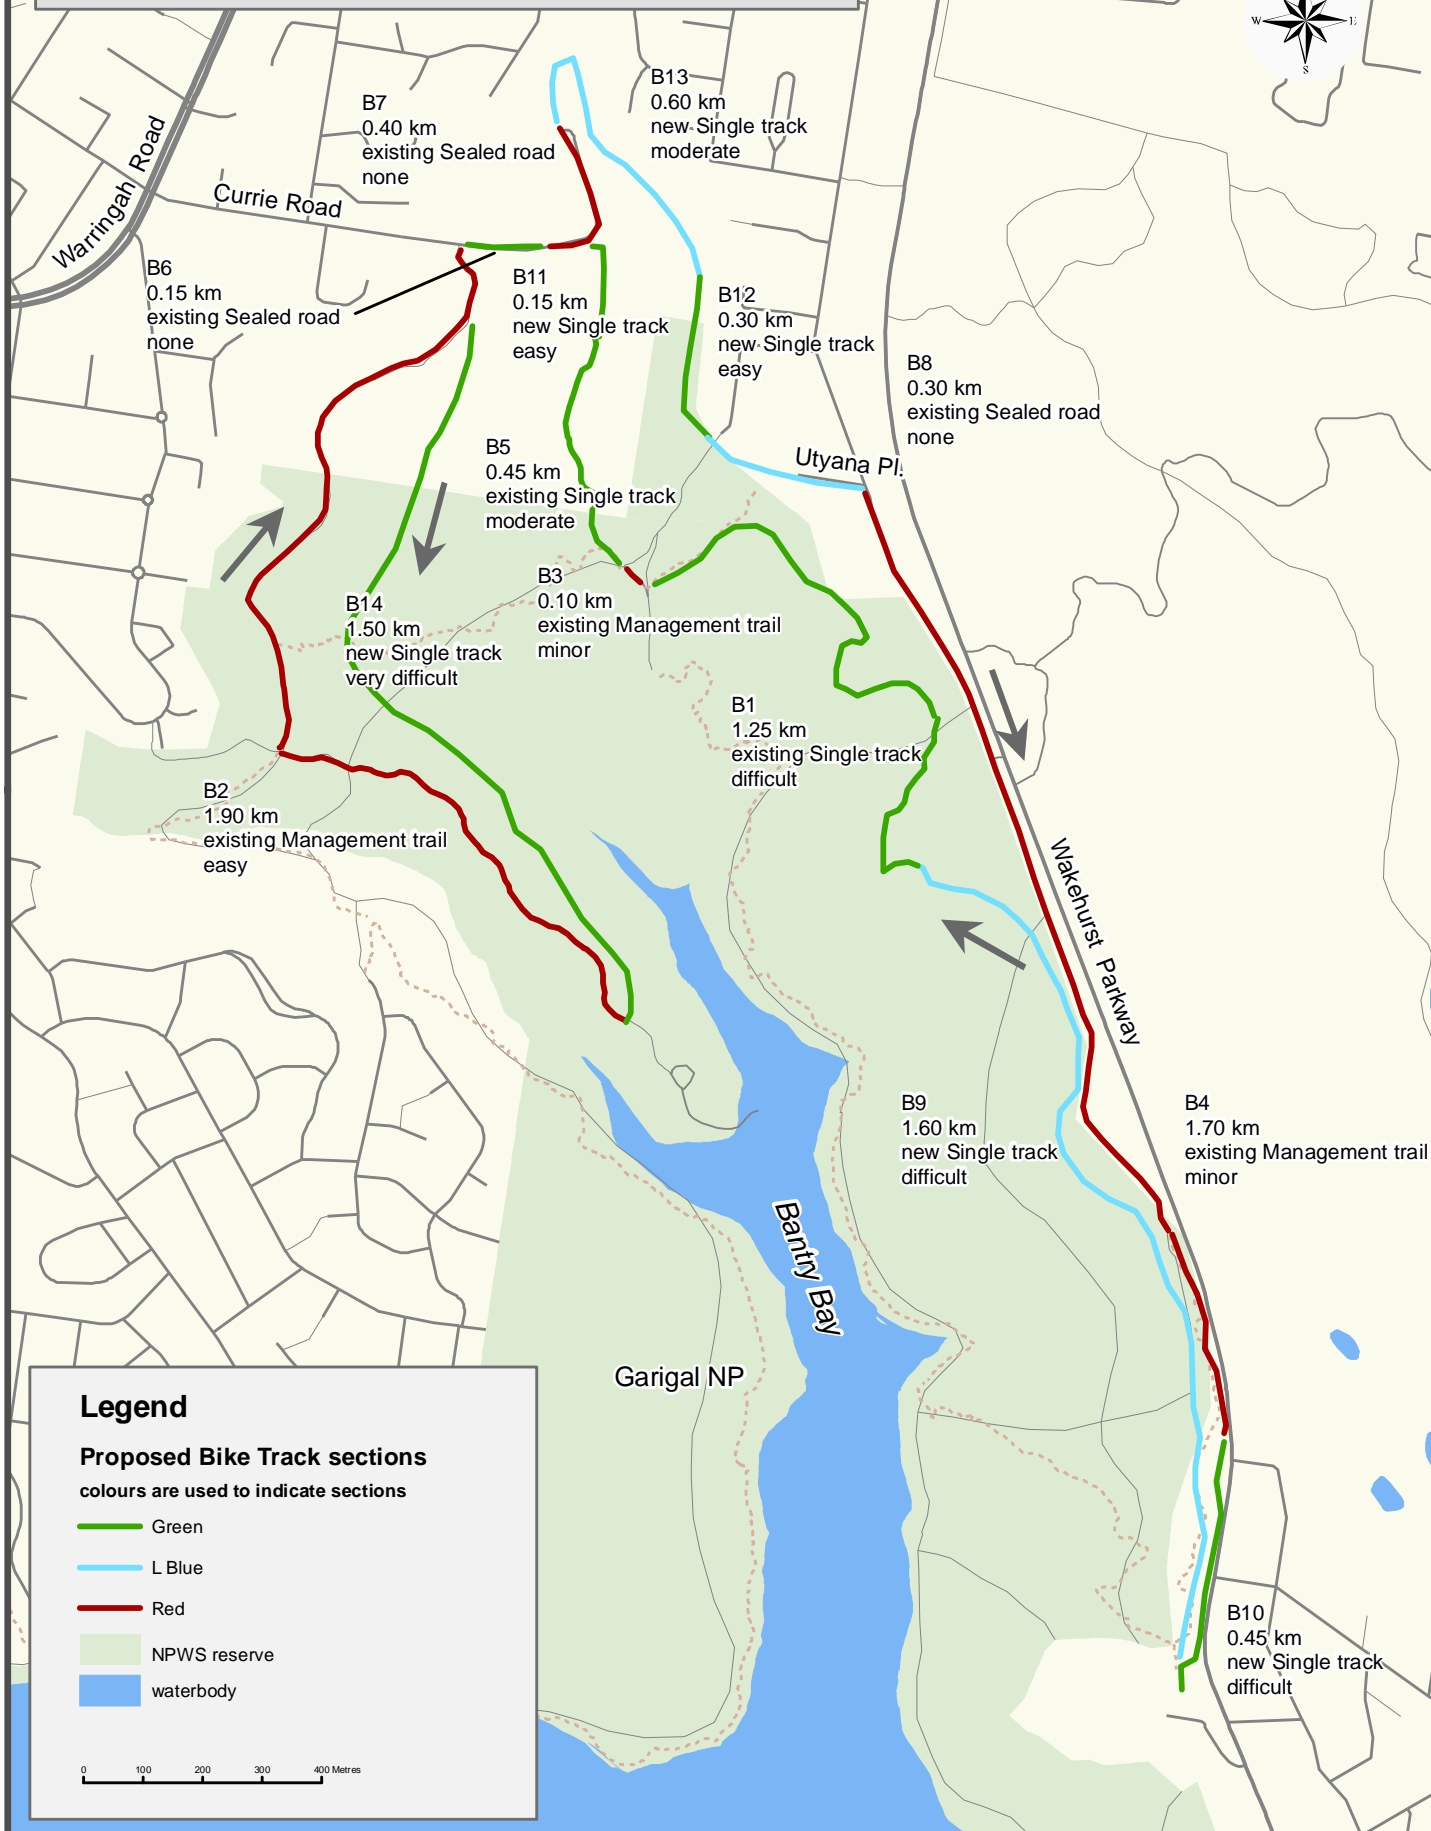 W
E
S
B13
0.60 km
new Single track
moderate
B7
0.40 km
existing Sealed road
none
Warringah Road
Currie Road
B6
0.15 km
existing Sealed road
none
B11
0.15 km
new Single track
easy
B12
0.30 km
new Single track
easy
B8
0.30 km
existing Sealed road
none
Utyana Pl.
B5
0.45 km
existing Single track
moderate
B3
0.10 km
existing Management trail
minor
B14
1.50 km
new Single track
very difficult
B1
1.25 km
existing Single track
difficult
B2
1.90 km
existing Management trail
easy
Wakehurst Parkway
B9
1.60 km
new Single track
difficult
B4
1.70 km
existing Management trail
minor
Bantry Bay
Garigal NP
B10
0.45 km
new Single track
difficult
Legend
Proposed Bike Track sections
colours are used to indicate sections
Green
L Blue
Red
NPWS reserve
waterbody
0 100 200 300 400 Metres